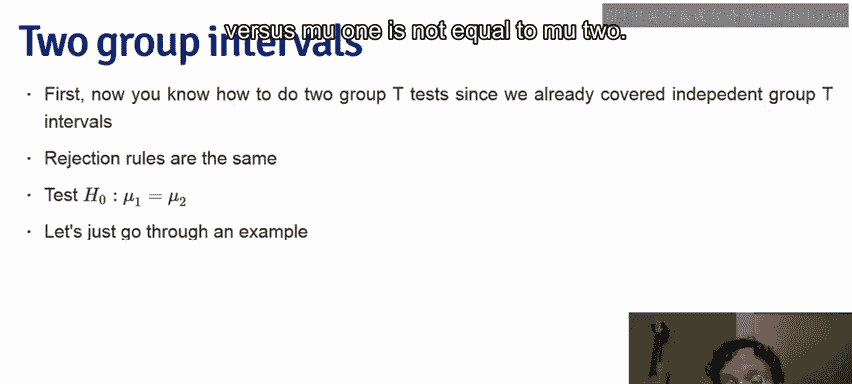 versus mu one is not equal to mu two.
Two group intervals
· First, now you know how to do two group T tests since we already covered indepedent group T
intervals
· Rejection rules are the same
· Test H₀ : μ₁ = μ₂
· Let's just go through an example